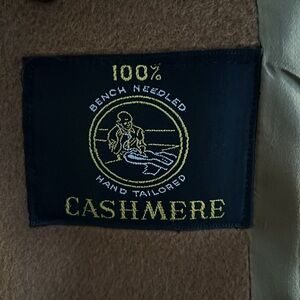 100%
BENCH NEEDLED
HAND TAILORED
CASHMERE